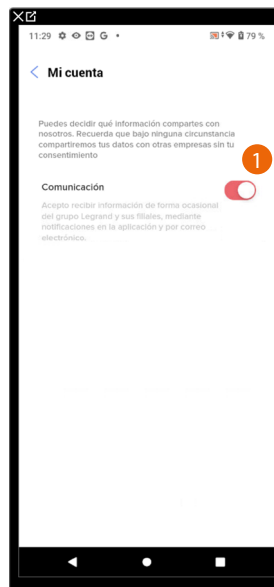 11:29 G 79 %
Mi cuenta
Puedes decidir qué información compartes con
nosotros. Recuerda que bajo ninguna circunstancia
compartiremos tus datos con otras empresas sin tu
consentimiento
1
Comunicación
Acepto recibir información de forma ocasional
del grupo Legrand y sus filiales, mediante
notificaciones en la aplicación y por correo
electrónico.